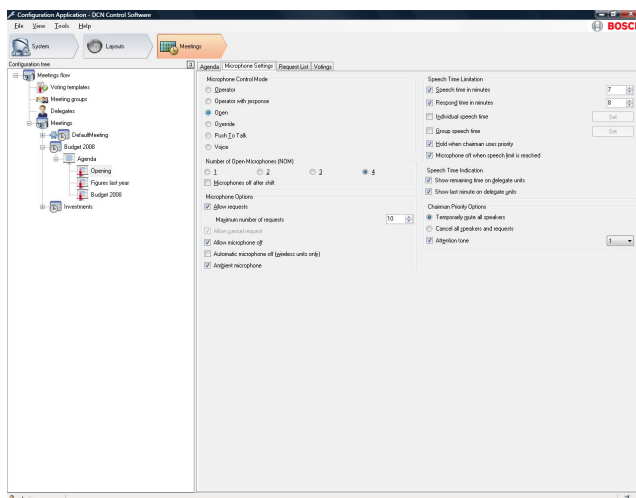 Configuration Application - DCN Control Software
File View Tools Help
BOSCH
System
Layouts
Meetings
Configuration tree
Meetings flow
Voting templates
Meeting groups
Delegates
Meetings
DefaultMeeting
Budget 2008
Agenda
Opening
Figures last year
Budget 2008
Investments
Agenda Microphone Settings Request List Votings
Microphone Control Mode
Operator
Operator with response
Open
Override
Push To Talk
Voice
Number of Open Microphones (NOM)
1 2 3 4
Microphones off after shift
Microphone Options
Allow requests
Maximum number of requests 10
Allow cancel request
Allow microphone off
Automatic microphone off (wireless units only)
Ambient microphone
Speech Time Limitation
Speech time in minutes 7
Respond time in minutes 8
Individual speech time Set
Group speech time Set
Hold when chairman uses priority
Microphone off when speech limit is reached
Speech Time Indication
Show remaining time on delegate units
Show last minute on delegate units
Chairman Priority Options
Temporarily mute all speakers
Cancel all speakers and requests
Attention tone 1